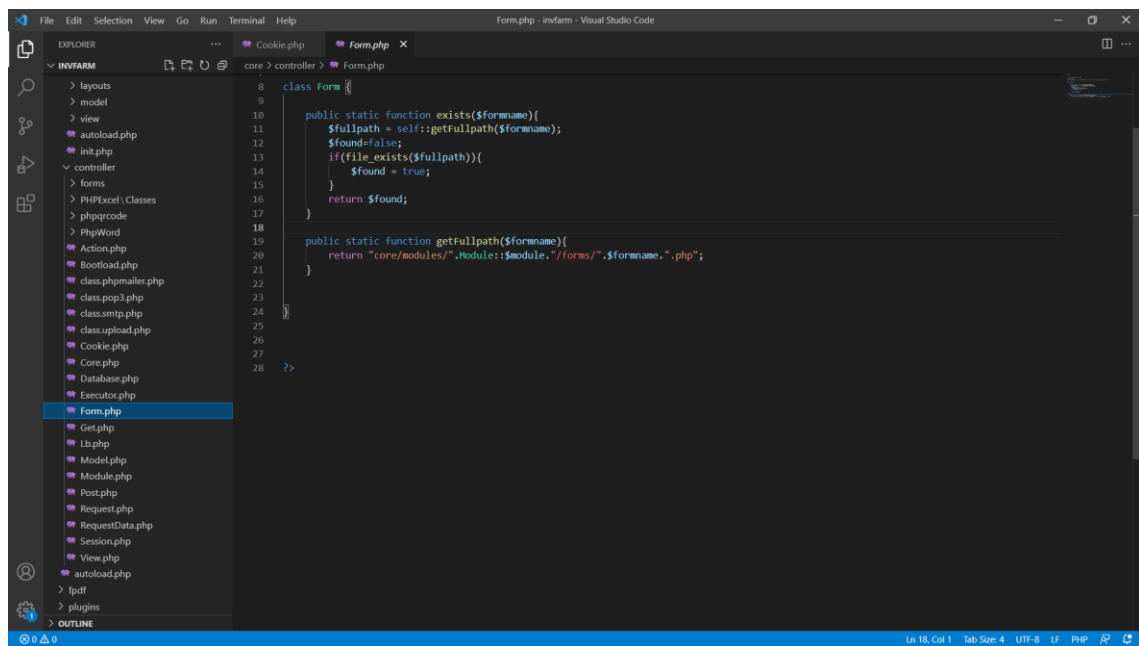 File Edit Selection View Go Run Terminal Help
Form.php - invfarm - Visual Studio Code
EXPLORER
INVFARM
layouts
model
view
autoload.php
init.php
controller
forms
PHPExcel\Classes
phpqrcode
PhpWord
Action.php
Bootload.php
class.phpmailer.php
class.pop3.php
class.smtp.php
class.upload.php
Cookie.php
Core.php
Database.php
Executor.php
Form.php
Get.php
Lb.php
Model.php
Module.php
Post.php
Request.php
RequestData.php
Session.php
View.php
autoload.php
fpdf
plugins
OUTLINE
Cookie.php Form.php
core > controller > Form.php
8 class Form {
9
10 public static function exists($formname){
11 $fullpath = self::getFullpath($formname);
12 $found=false;
13 if(file_exists($fullpath)){
14 $found = true;
15 }
16 return $found;
17 }
18
19 public static function getFullpath($formname){
20 return "core/modules/".Module::$module."/forms/".$formname.".php";
21 }
22
23
24 }
25
26
27
28 ?>
1
0 0
Ln 18, Col 1 Tab Size: 4 UTF-8 LF PHP